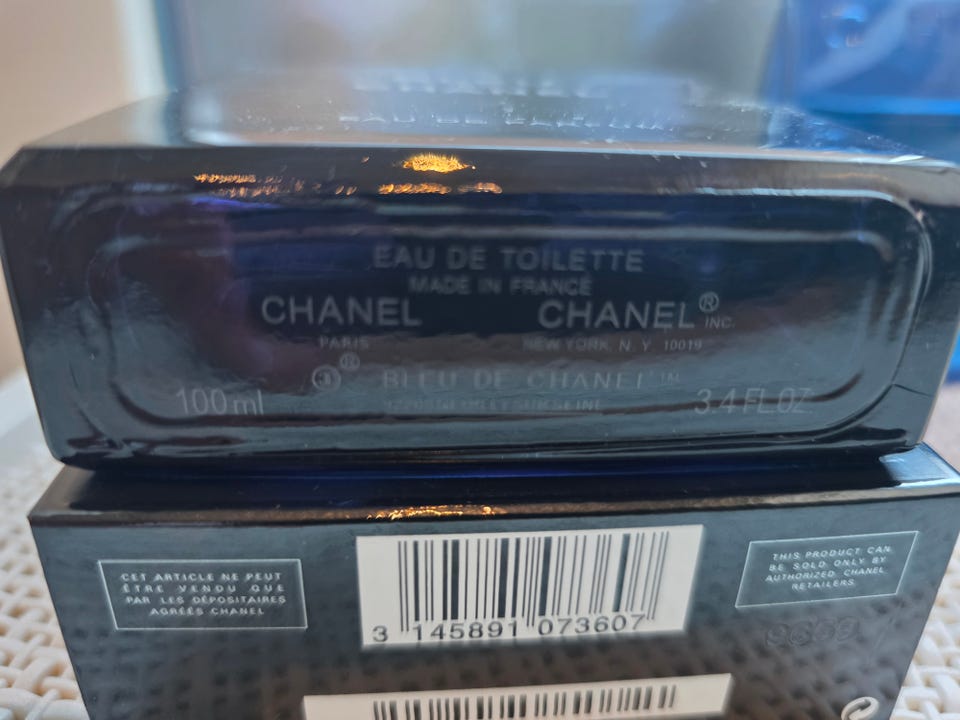 EAU DE TOILETTE
MADE IN FRANCE
CHANEL CHANEL® INC.
PARIS NEW YORK, N.Y. 10019
®
BLEU DE CHANEL
100 ml 3.4 FL.OZ.
CET ARTICLE NE PEUT
ÊTRE VENDU QUE
PAR LES DÉPOSITAIRES
AGRÉÉS CHANEL
3 145891 073607
THIS PRODUCT CAN
BE SOLD ONLY BY
AUTHORIZED CHANEL
RETAILERS.